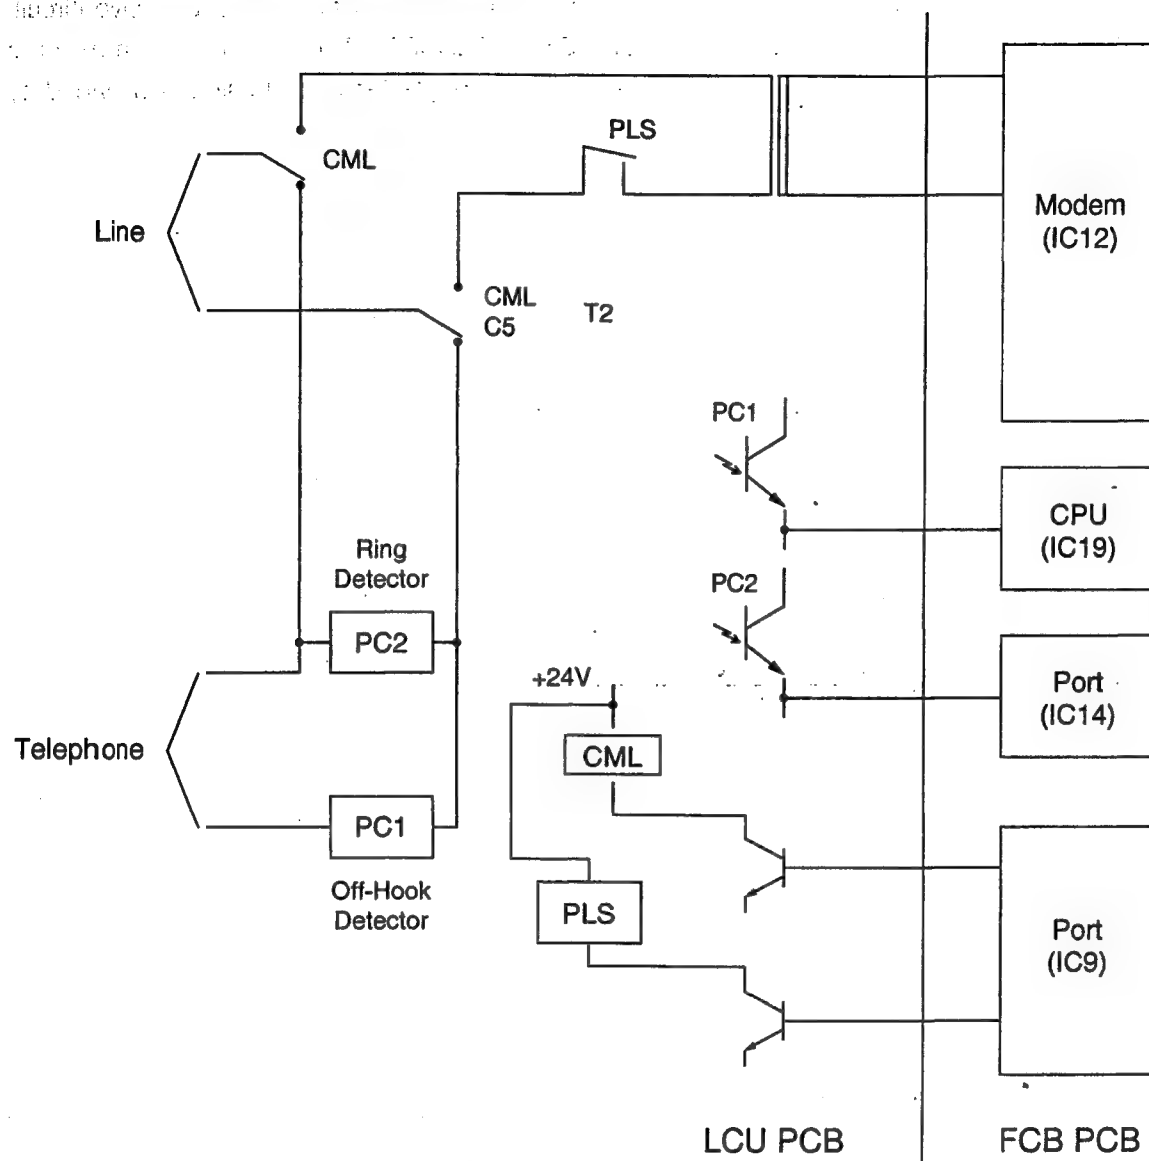 PLS
CML
Modem
(IC12)
Line
CML
C5
T2
PC1
CPU
(IC19)
Ring
Detector
PC2
PC2
+24V
Port
(IC14)
Telephone
CML
PC1
Off-Hook
Detector
PLS
Port
(IC9)
LCU PCB
FCB PCB